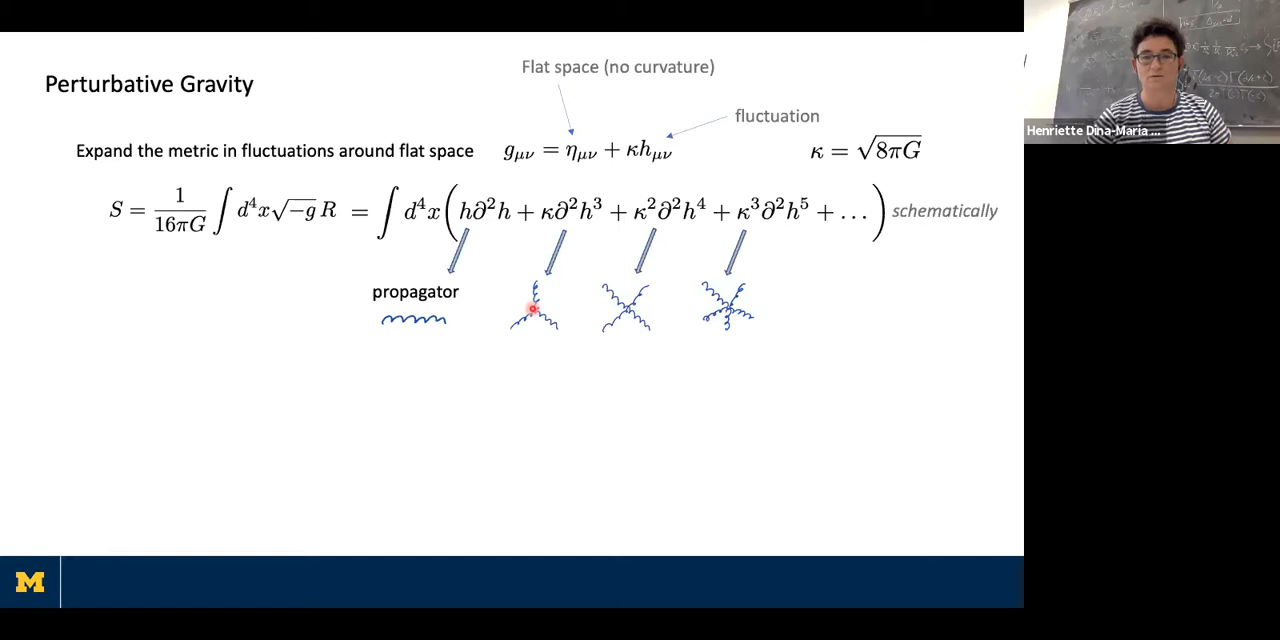 Flat space (no curvature)
Perturbative Gravity
fluctuation
Expand the metric in fluctuations around flat space g_{μν} = η_{μν} + κh_{μν} κ = √8πG
S = 1/16πG ∫ d⁴x√−g R = ∫ d⁴x(h∂²h + κ∂²h³ + κ²∂²h⁴ + κ³∂²h⁵ + ...) schematically
propagator
M
Henriette Dina-Maria ...